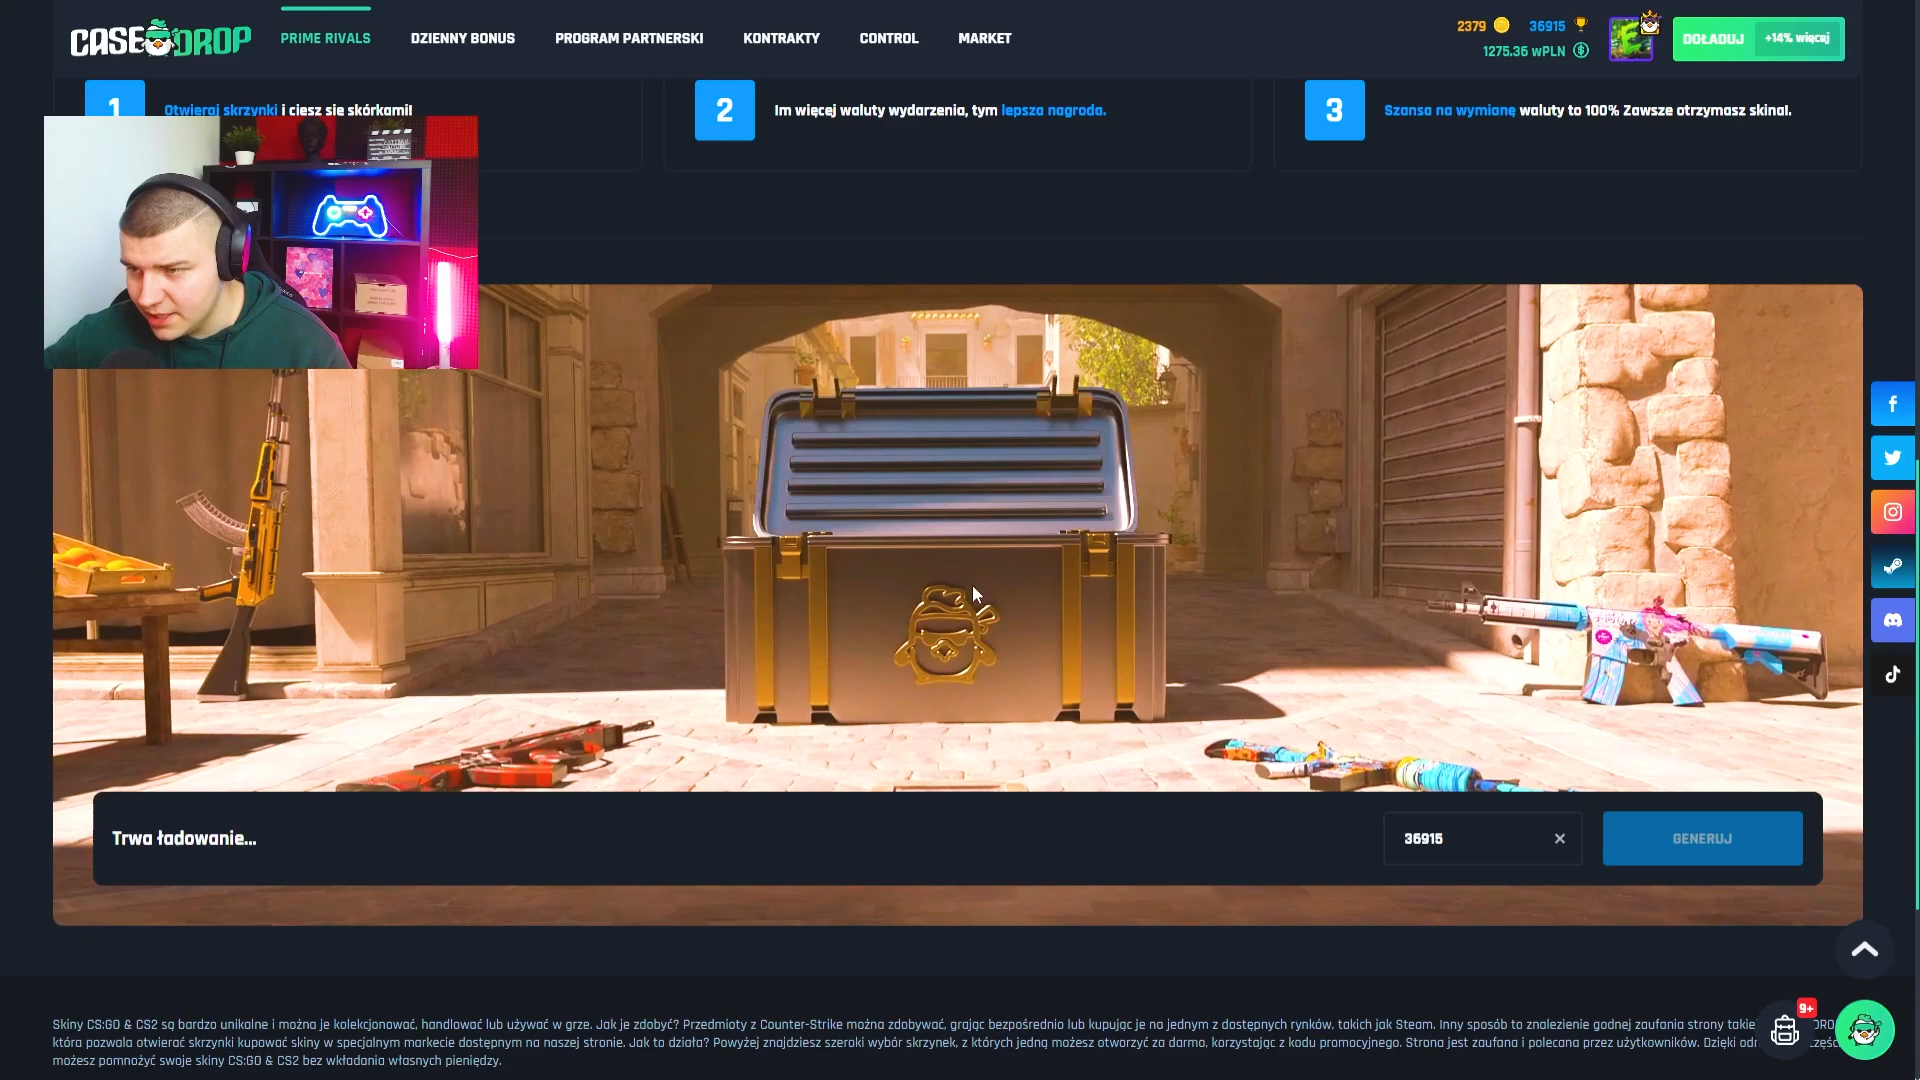 CASE DROP
PRIME RIVALS
DZIENNY BONUS
PROGRAM PARTNERSKI
KONTRAKTY
CONTROL
MARKET
2379
36915
1275.36 wPLN
DOŁADUJ
+14% więcej
1
Otwieraj skrzynki i ciesz się skórkami!
2
Im więcej waluty wydarzenia, tym lepsza nagroda.
3
Szansa na wymianę waluty to 100% Zawsze otrzymasz skina!.
Trwa ładowanie...
36915
GENERUJ
9+
Skiny CS:GO & CS2 są bardzo unikalne i można je kolekcjonować, handlować lub używać w grze. Jak je zdobyć? Przedmioty z Counter-Strike można zdobywać, grając bezpośrednio lub kupując je na jednym z dostępnych rynków, takich jak Steam. Inny sposób to znalezienie godnej zaufania strony takie
która pozwala otwierać skrzynki kupować skiny w specjalnym markecie dostępnym na naszej stronie. Jak to działa? Powyżej znajdziesz szeroki wybór skrzynek, z których jedną możesz otworzyć za darmo, korzystając z kodu promocyjnego. Strona jest zaufana i polecana przez użytkowników. Dzięki
możesz pomnożyć swoje skiny CS:GO & CS2 bez wkładania własnych pieniędzy.